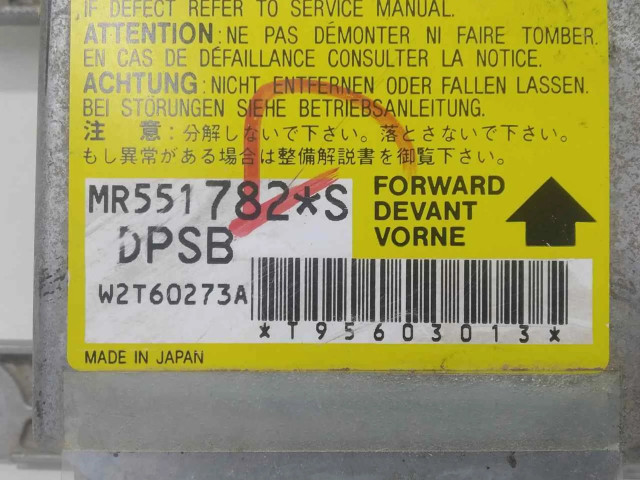 IF DEFECT REFER TO SERVICE MANUAL.
ATTENTION : NE PAS DÉMONTER NI FAIRE TOMBER.
EN CAS DE DÉFAILLANCE CONSULTER LA NOTICE.
ACHTUNG : NICHT ENTFERNEN ODER FALLEN LASSEN.
BEI STÖRUNGEN SIEHE BETRIEBSANLEITUNG.
注 意 : 分解しないで下さい。落とさないで下さい。
もし異常がある場合は整備解説書を御覧下さい。
MR551782*S
DPSB
W2T60273A
FORWARD
DEVANT
VORNE
*T95603013*
MADE IN JAPAN